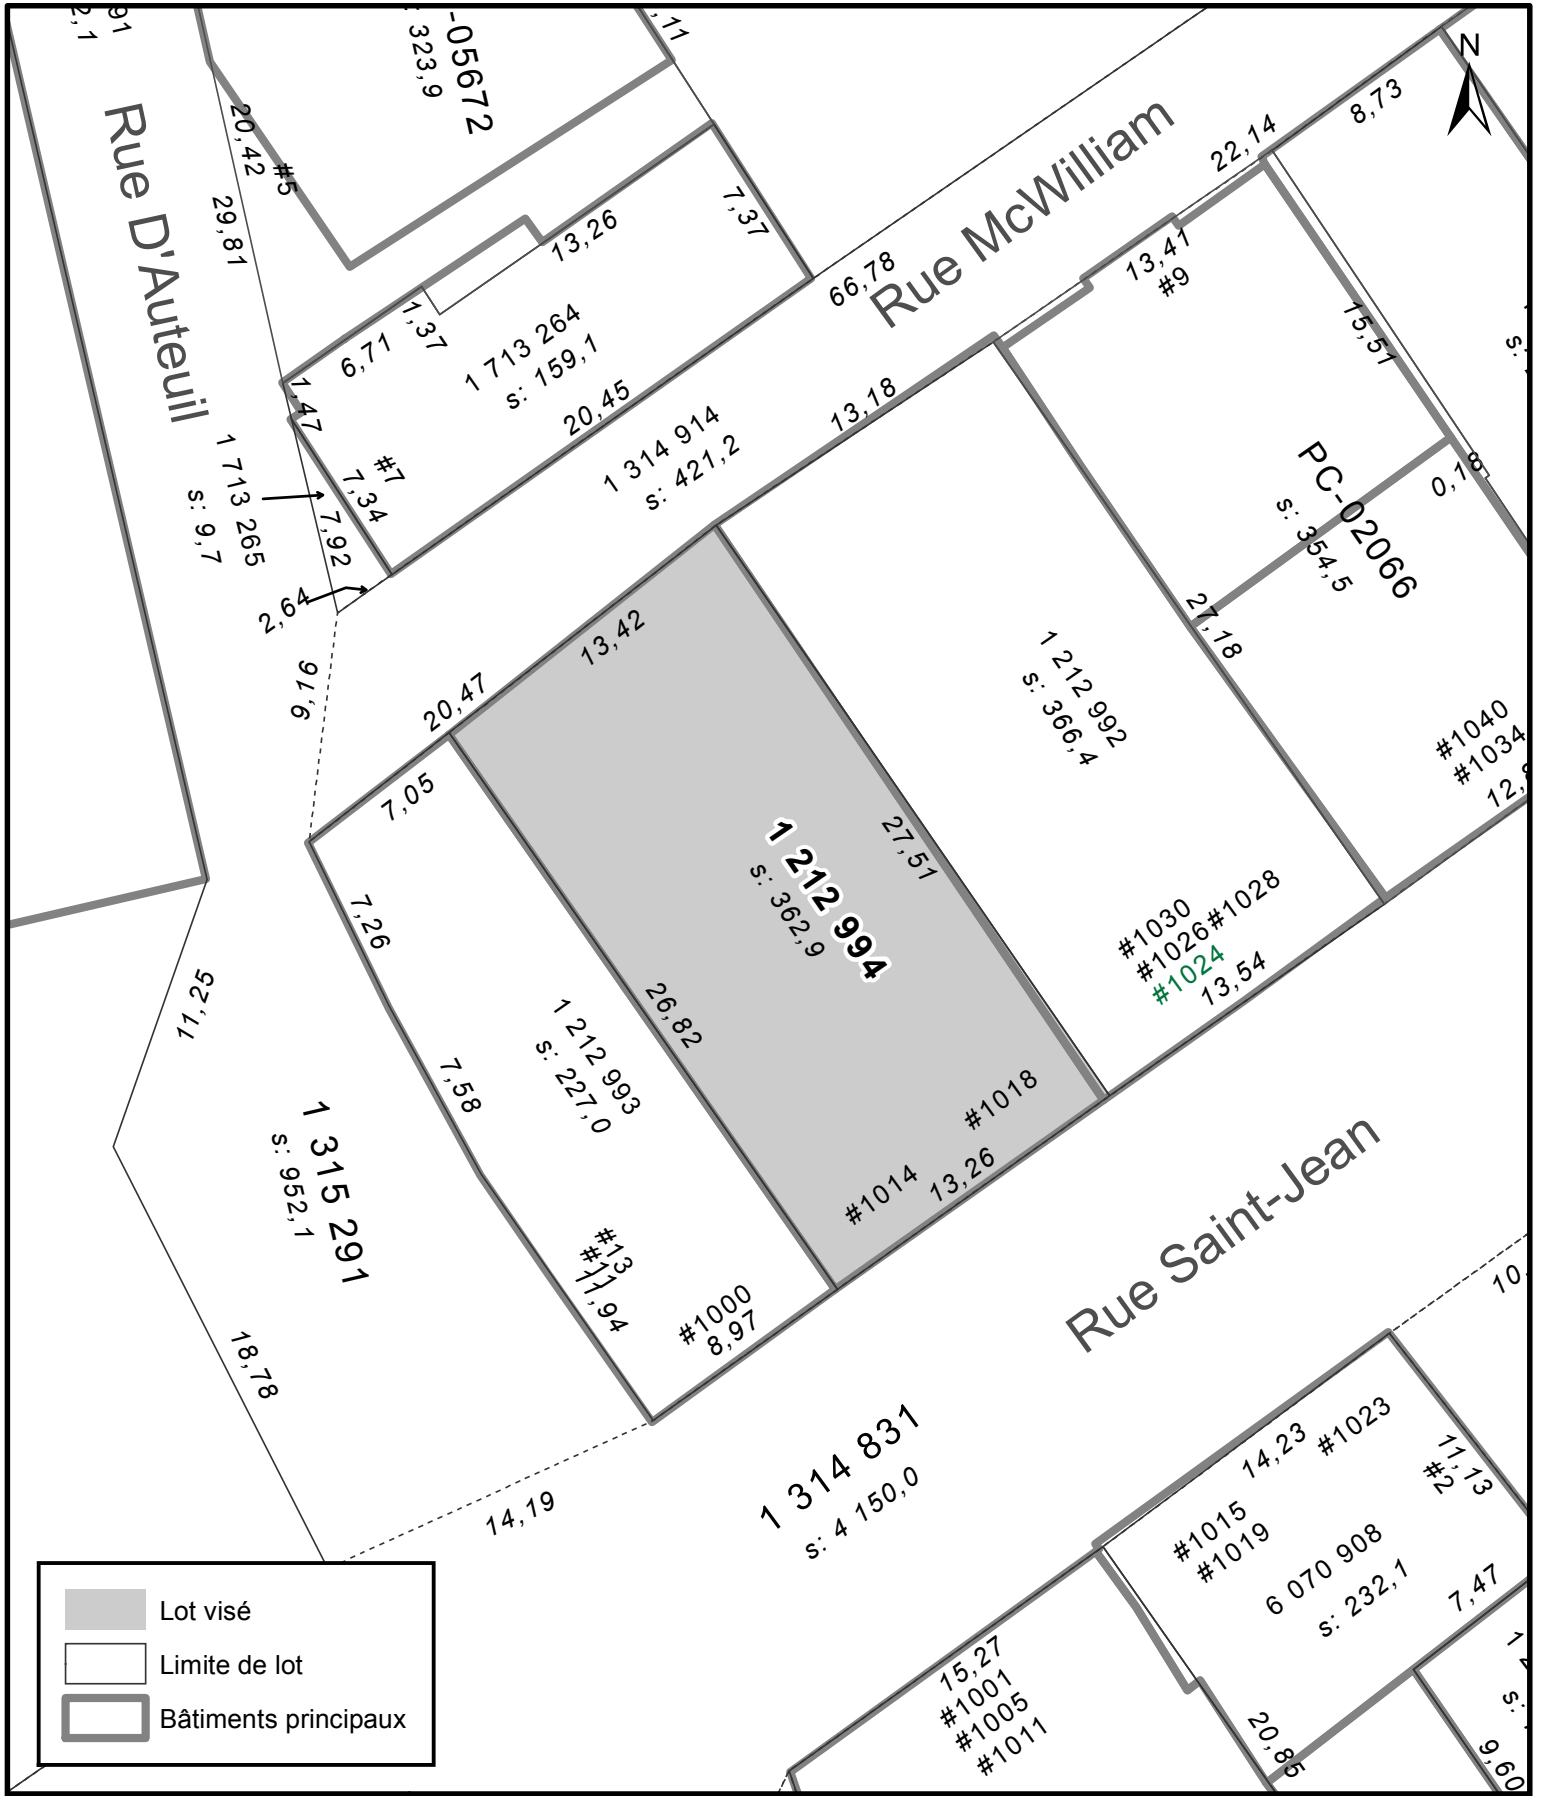 -05672
323,9
,11
Rue D'Auteuil
20,42
#5
29,81
N
8,73
22,14
Rue McWilliam
66,78
7,37
13,26
1,37
6,71
1 713 264
s: 159,1
20,45
1,47
#7
7,34
7,92
1 713 265
s: 9,7
2,64
9,16
1 314 914
s: 421,2
13,18
13,41
#9
15,51
0,18
PC-02066
s: 354,5
27,18
#1040
#1034
13,42
20,47
7,05
1 212 992
s: 366,4
1 212 994
s: 362,9
27,51
26,82
#1030
#1026 #1028
#1024
13,54
7,26
7,58
11,25
1 212 993
s: 227,0
#1018
#1014
13,26
1 315 291
s: 952,1
#13
#11
11,94
#1000
8,97
18,78
14,19
Rue Saint-Jean
1 314 831
s: 4 150,0
14,23
#1023
11,13
#2
#1015
#1019
6 070 908
s: 232,1
7,47
15,27
#1001
#1005
#1011
20,85
9,60
Lot visé
Limite de lot
Bâtiments principaux